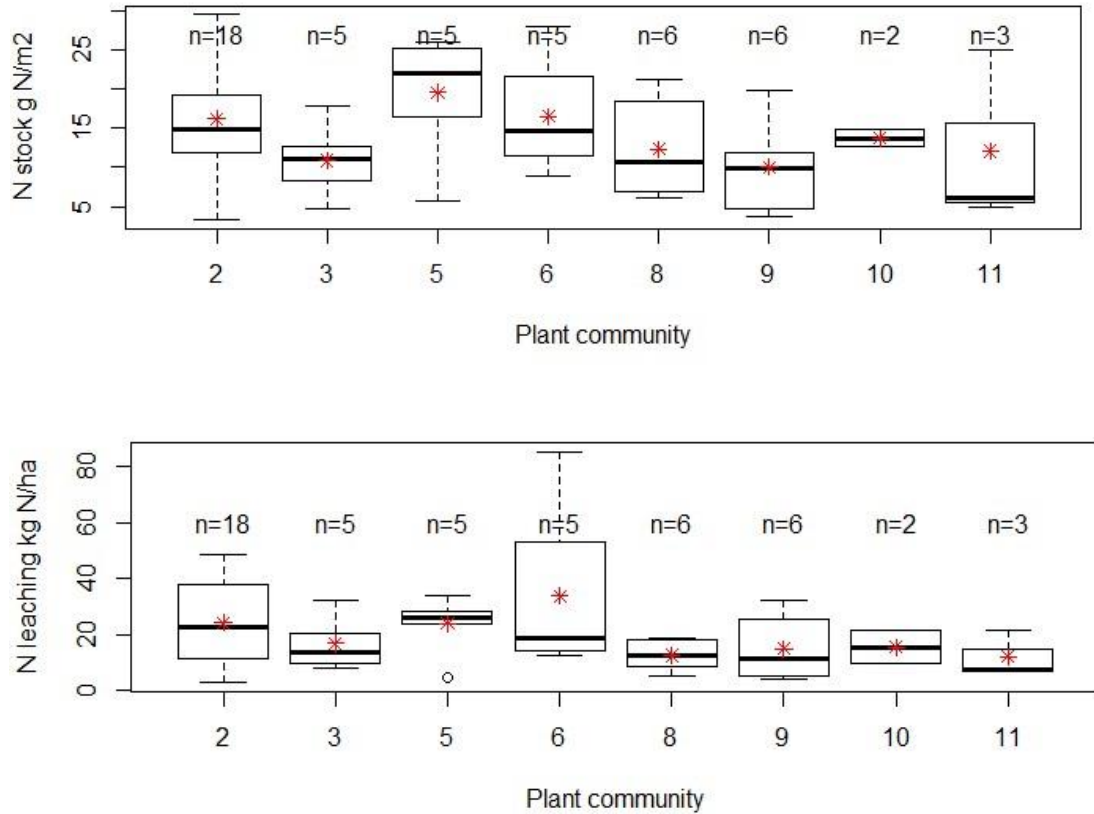 N stock g N/m2
25
15
5
n=18 n=5 n=5 n=5 n=6 n=6 n=2 n=3
2 3 5 6 8 9 10 11
Plant community
N leaching kg N/ha
80
60
40
20
0
n=18 n=5 n=5 n=5 n=6 n=6 n=2 n=3
2 3 5 6 8 9 10 11
Plant community